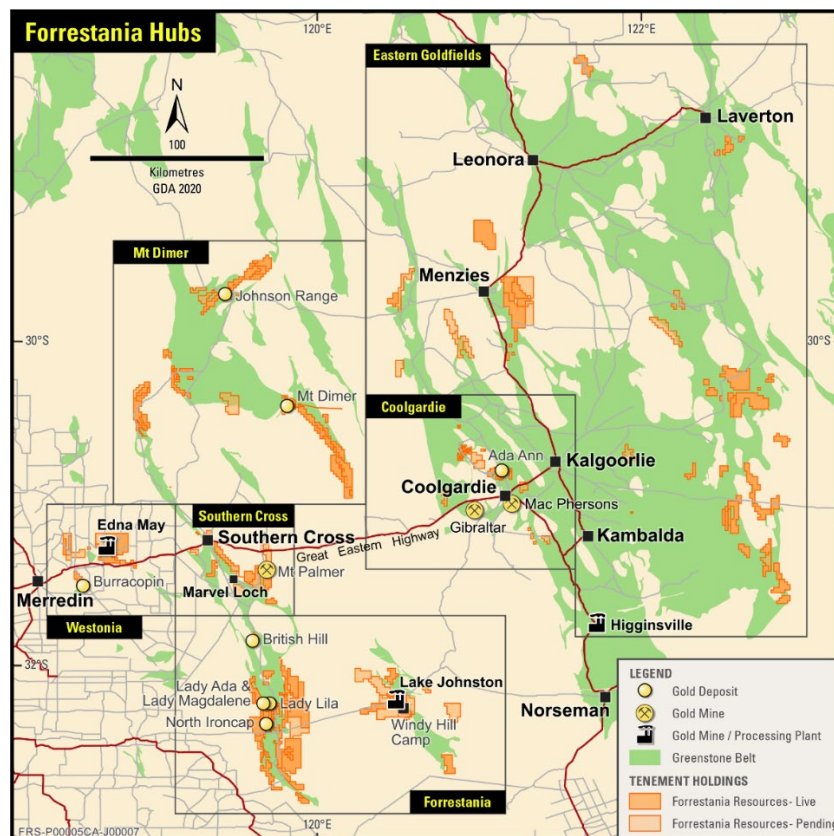 Forrestania Hubs
120°E
122°E
Eastern Goldfields
N
100
Kilometres
GDA 2020
Laverton
Leonora
Mt Dimer
Johnson Range
Menzies
30°S
30°S
Mt Dimer
Coolgardie
Ada Ann
Kalgoorlie
Coolgardie
Mac Phersons
Gibraltar
Southern Cross
Edna May
Southern Cross
Great Eastern Highway
Kambalda
Mt Palmer
Merredin
Burracopin
Marvel Loch
Westonia
Higginsville
British Hill
32°S
Lady Ada &
Lady Magdalene
Lady Lila
North Ironcap
Lake Johnston
Windy Hill
Camp
Norseman
Forrestania
120°E
FRS-P00005CA-J00007
LEGEND
Gold Deposit
Gold Mine
Gold Mine / Processing Plant
Greenstone Belt
TENEMENT HOLDINGS
Forrestania Resources- Live
Forrestania Resources- Pending